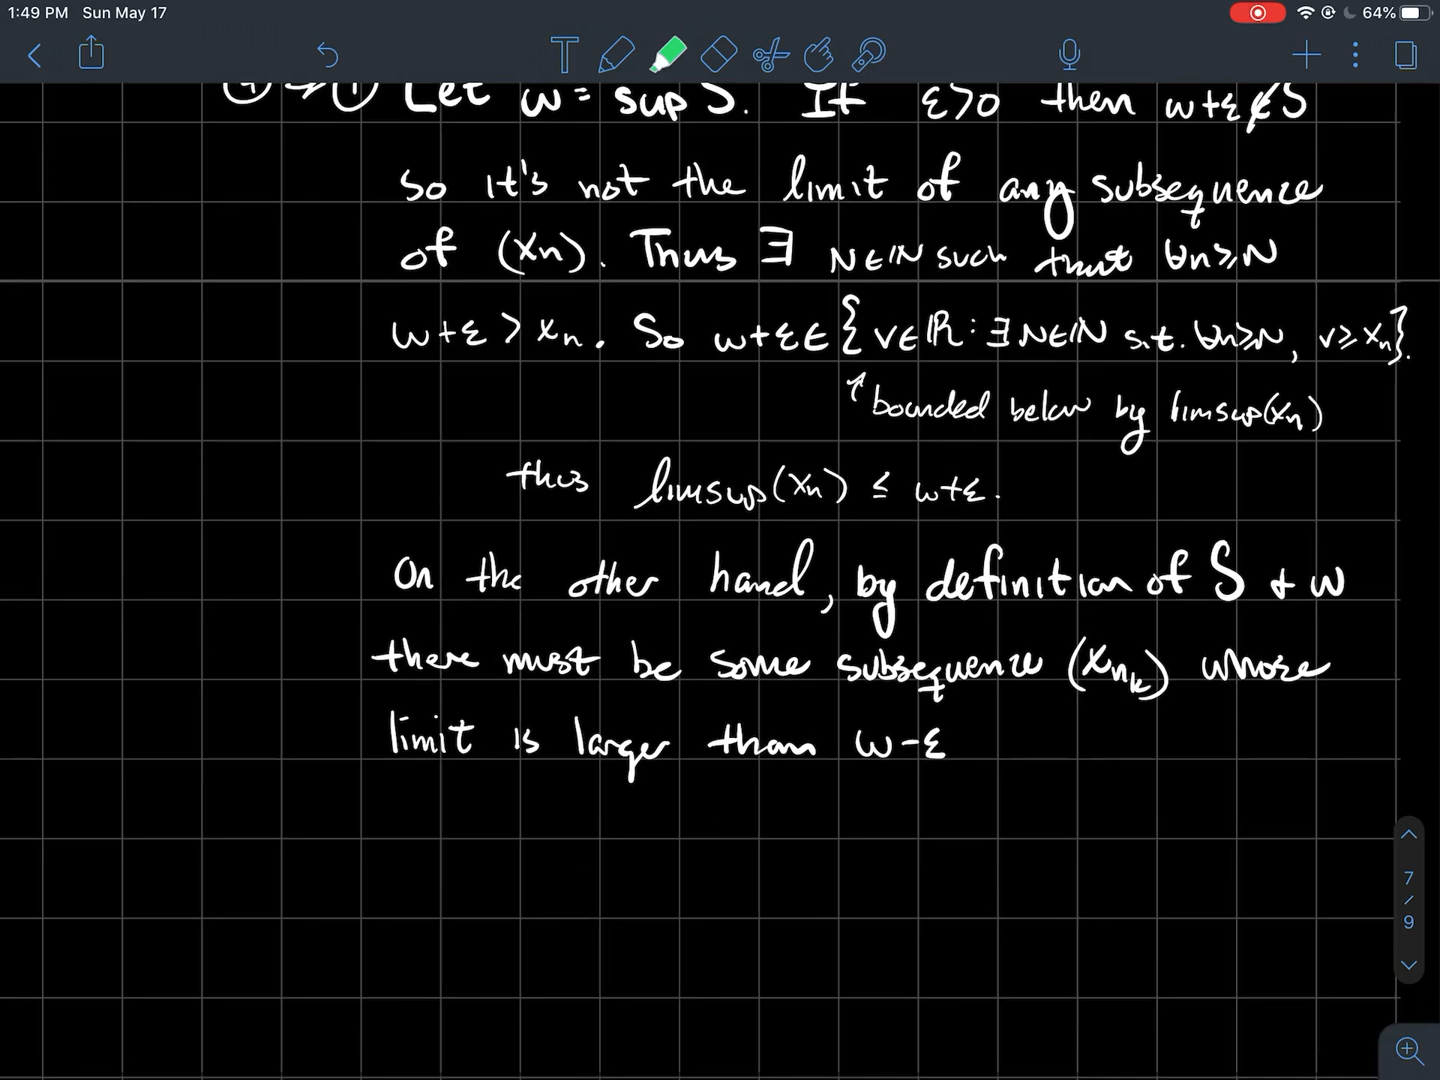 1:49 PM Sun May 17
64%
④ → ① Let w = sup S. If ε>0 then w+ε∉S
so it's not the limit of any subsequence
of (xn). Thus ∃ N∈ℕ such that ∀n≥N
w+ε > xn. So w+ε∈{v∈ℝ: ∃N∈ℕ s.t. ∀n≥N, v≥xn}.
↑ bounded below by limsup(xn)
thus limsup(xn) ≤ w+ε.
On the other hand, by definition of S + w
there must be some subsequence (xnk) whose
limit is larger than w-ε
7
/
9